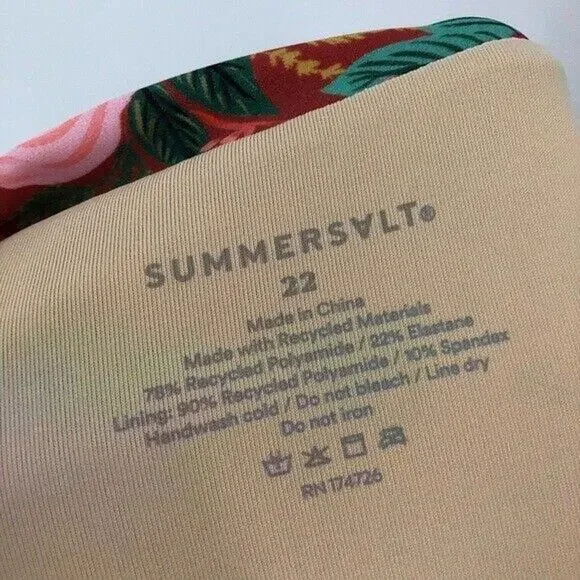 SUMMERSALT®
22
Made in China
Made with Recycled Materials
78% Recycled Polyamide / 22% Elastane
Lining: 90% Recycled Polyamide / 10% Spandex
Handwash cold / Do not bleach / Line dry
Do not iron
RN 174726